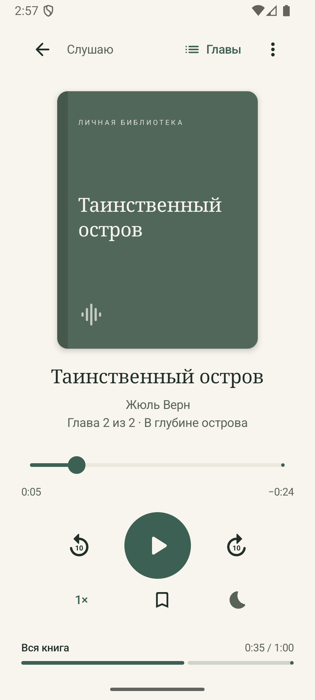 2:57
Слушаю
Главы
ЛИЧНАЯ БИБЛИОТЕКА
Таинственный
остров
Таинственный остров
Жюль Верн
Глава 2 из 2 · В глубине острова
0:05
−0:24
10
10
1×
Вся книга
0:35 / 1:00